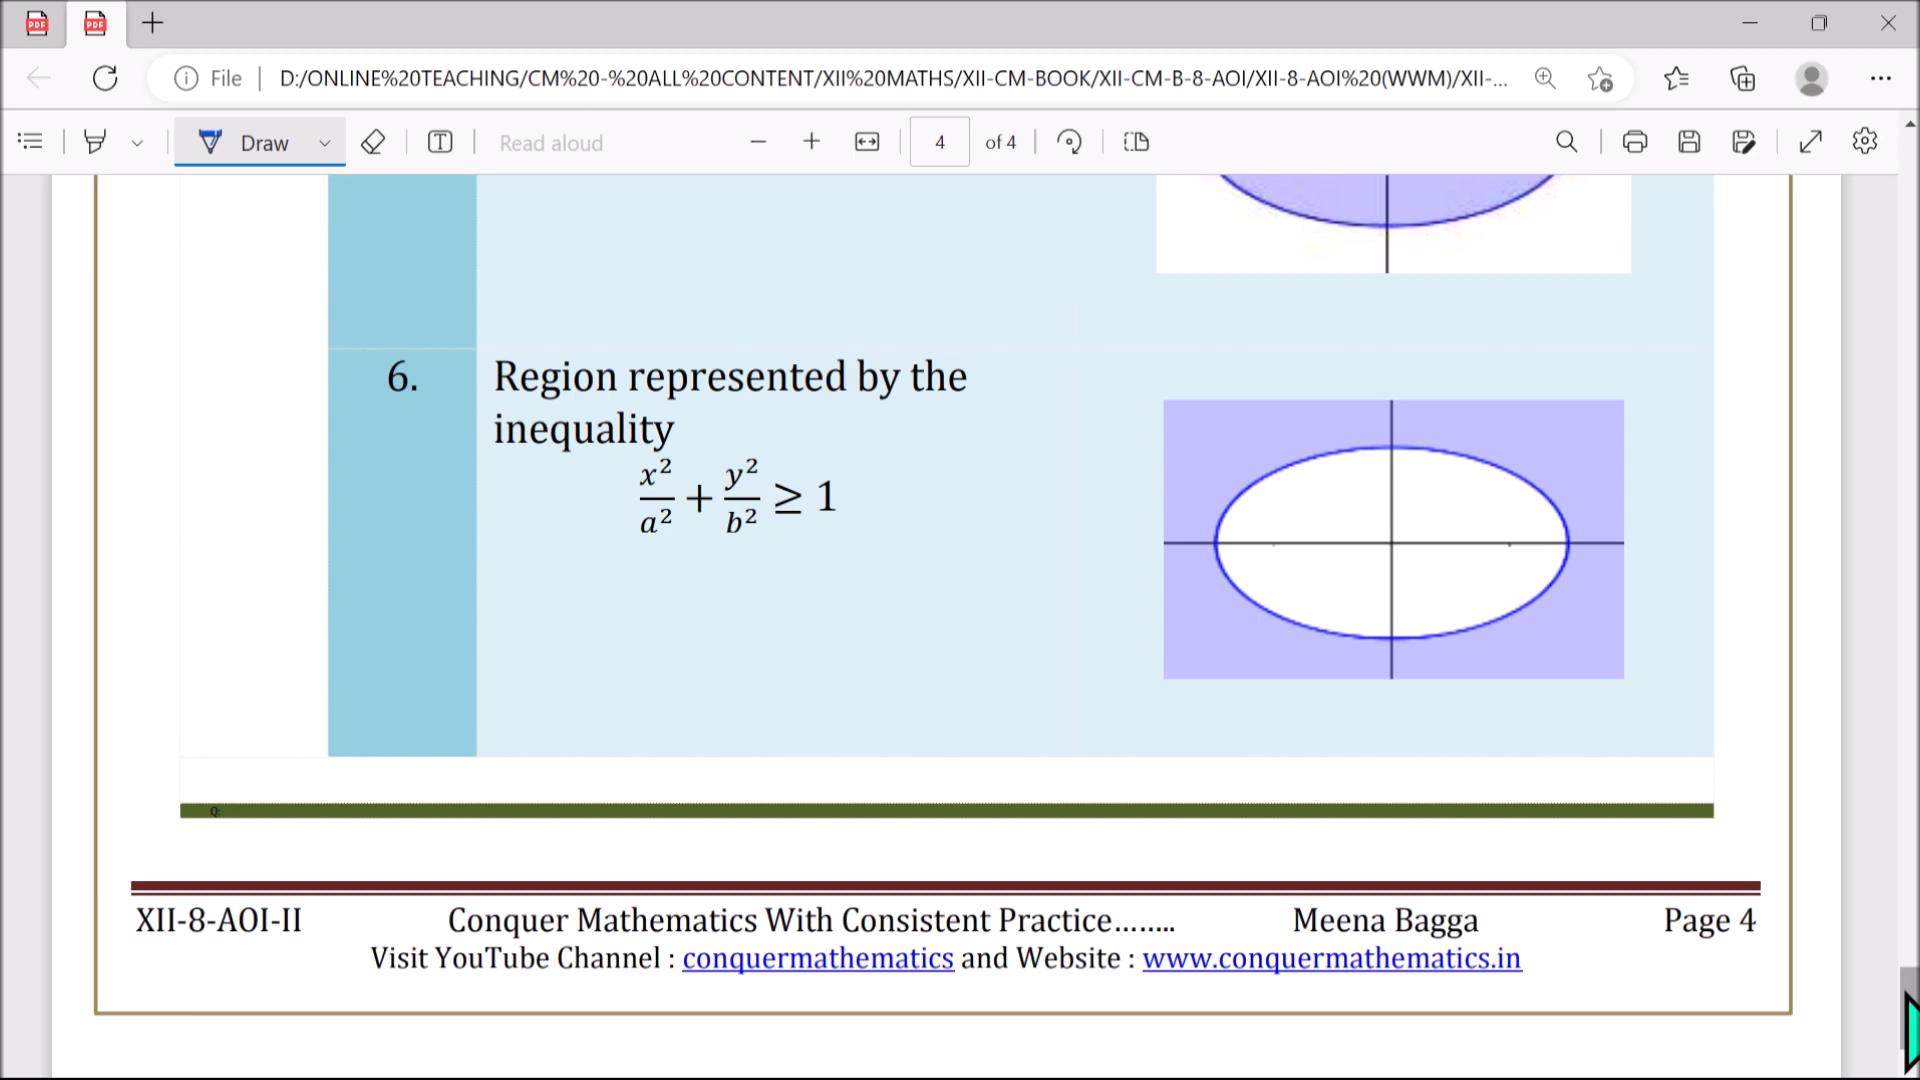 File
D:/ONLINE%20TEACHING/CM%20-%20ALL%20CONTENT/XII%20MATHS/XII-CM-BOOK/XII-CM-B-8-AOI/XII-8-AOI%20(WWM)/XII-...
Draw
T
Read aloud
4 of 4
6. Region represented by the
inequality
x²/a² + y²/b² ≥ 1
Q:
XII-8-AOI-II Conquer Mathematics With Consistent Practice…….. Meena Bagga Page 4
Visit YouTube Channel : conquermathematics and Website : www.conquermathematics.in